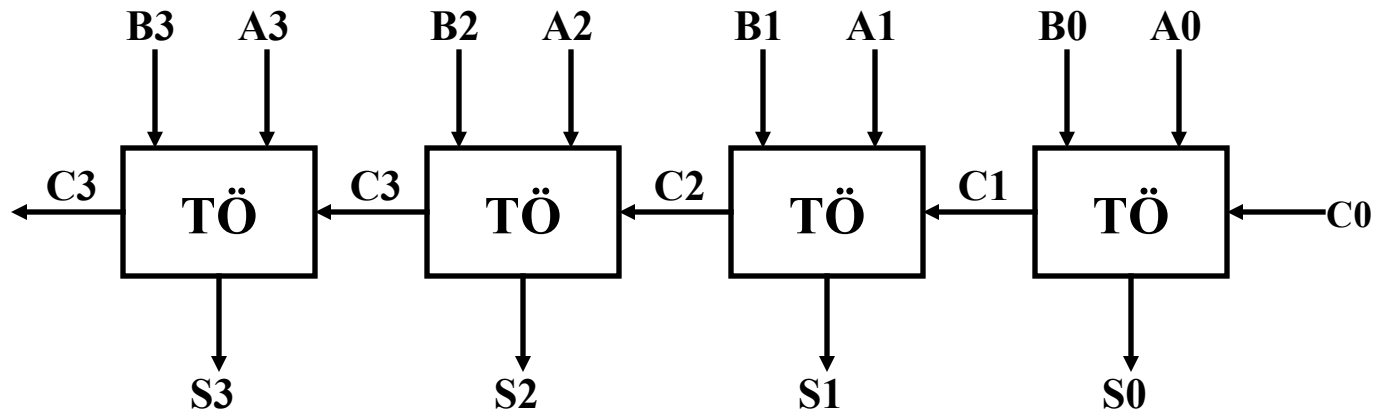 B3 A3 B2 A2 B1 A1 B0 A0
C3 TÖ C3 TÖ C2 TÖ C1 TÖ C0
S3 S2 S1 S0